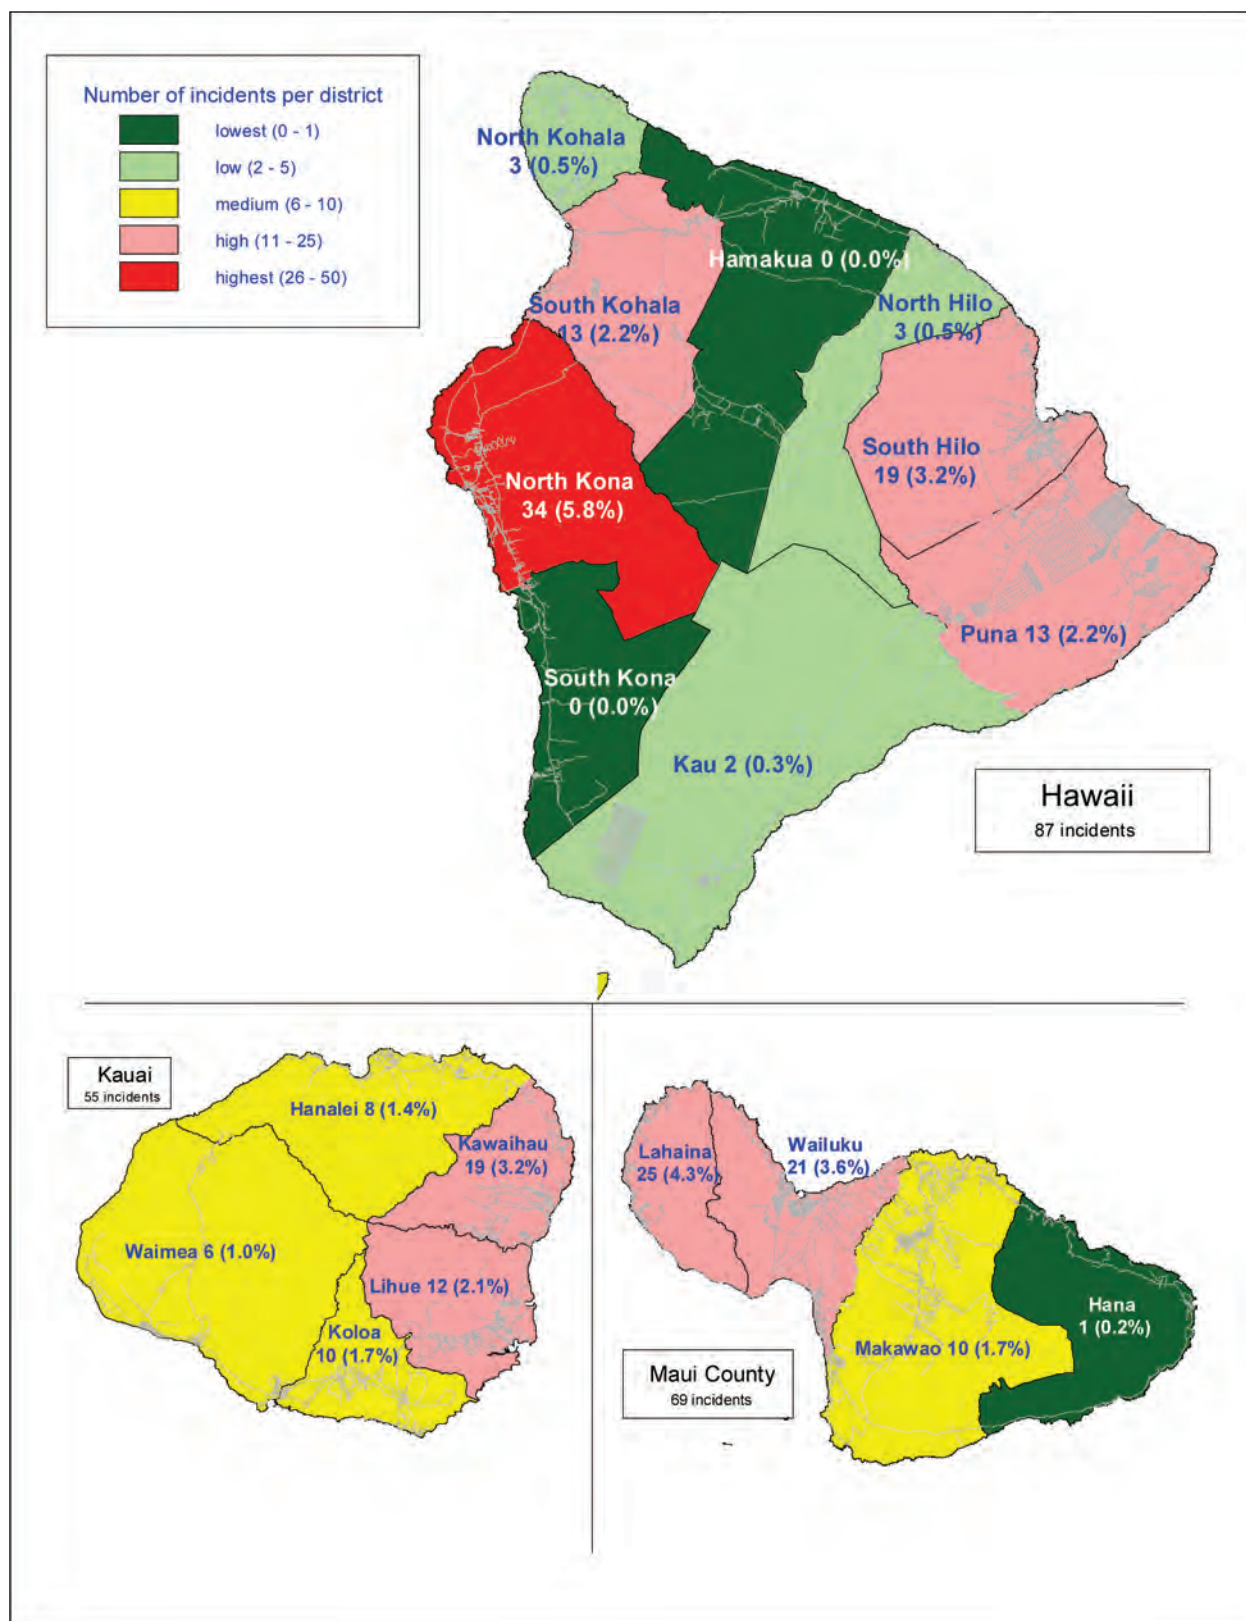 Number of incidents per district
lowest (0 - 1)
low (2 - 5)
medium (6 - 10)
high (11 - 25)
highest (26 - 50)
North Kohala
3 (0.5%)
Hamakua 0 (0.0%)
South Kohala
13 (2.2%)
North Hilo
3 (0.5%)
South Hilo
19 (3.2%)
North Kona
34 (5.8%)
Puna 13 (2.2%)
South Kona
0 (0.0%)
Kau 2 (0.3%)
Hawaii
87 incidents
Kauai
55 incidents
Hanalei 8 (1.4%)
Kawaihau
19 (3.2%)
Waimea 6 (1.0%)
Lihue 12 (2.1%)
Koloa
10 (1.7%)
Lahaina
25 (4.3%)
Wailuku
21 (3.6%)
Hana
1 (0.2%)
Makawao 10 (1.7%)
Maui County
69 incidents